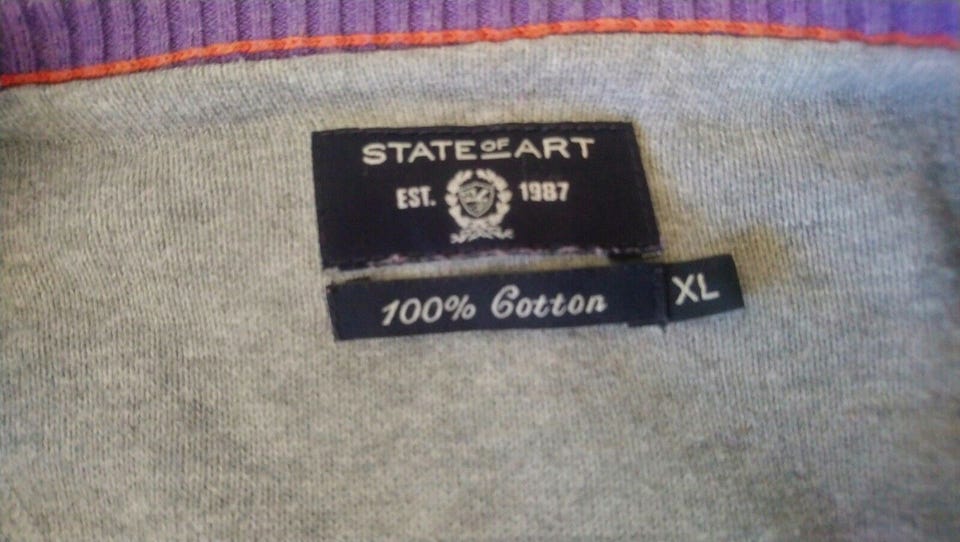 STATE OF ART
EST. 1987
100% Cotton
XL